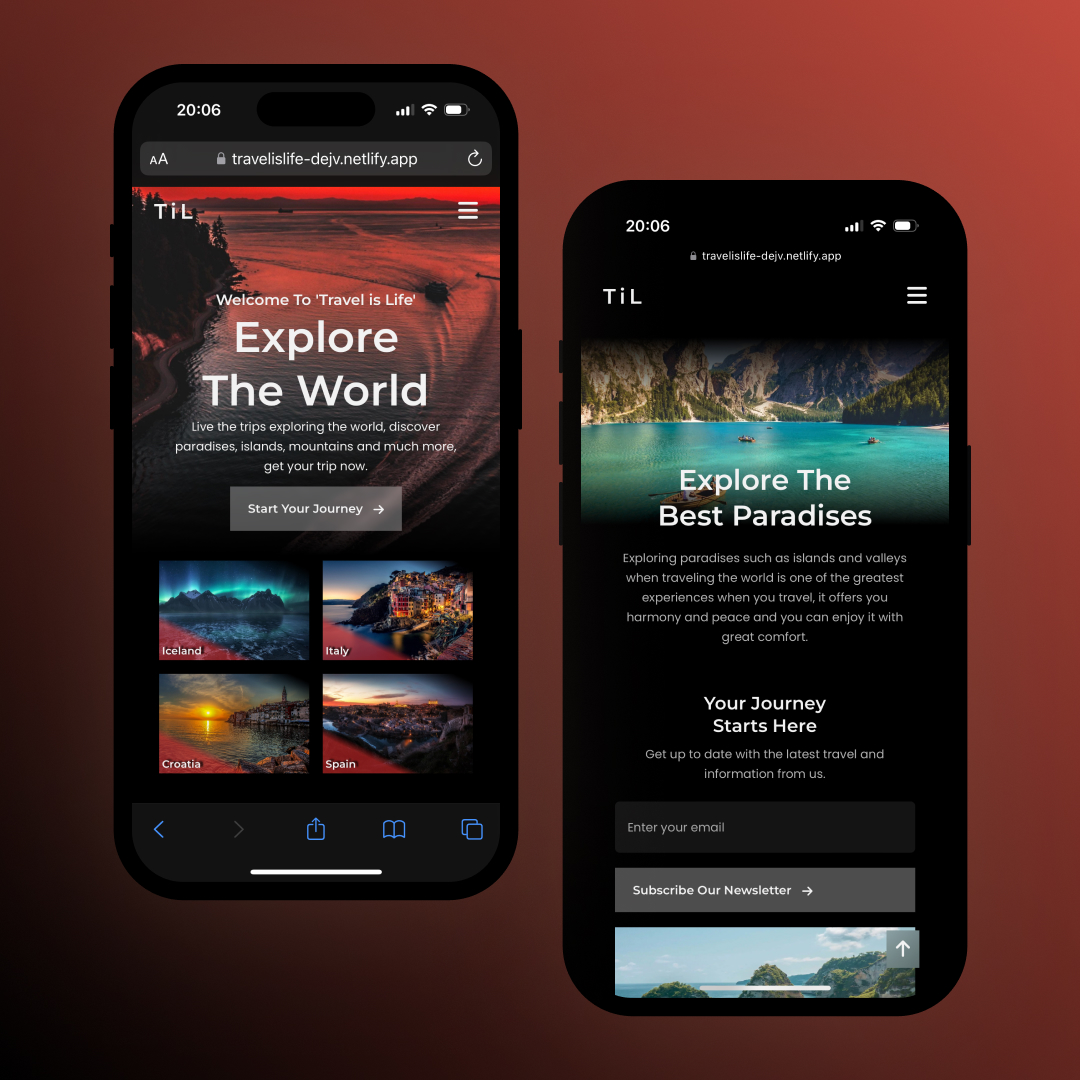 20:06
AA
travelislife-dejv.netlify.app
TiL
Welcome To 'Travel is Life'
Explore
The World
Live the trips exploring the world, discover
paradises, islands, mountains and much more,
get your trip now.
Start Your Journey →
Iceland
Italy
Croatia
Spain
20:06
travelislife-dejv.netlify.app
TiL
Explore The
Best Paradises
Exploring paradises such as islands and valleys
when traveling the world is one of the greatest
experiences when you travel, it offers you
harmony and peace and you can enjoy it with
great comfort.
Your Journey
Starts Here
Get up to date with the latest travel and
information from us.
Enter your email
Subscribe Our Newsletter →